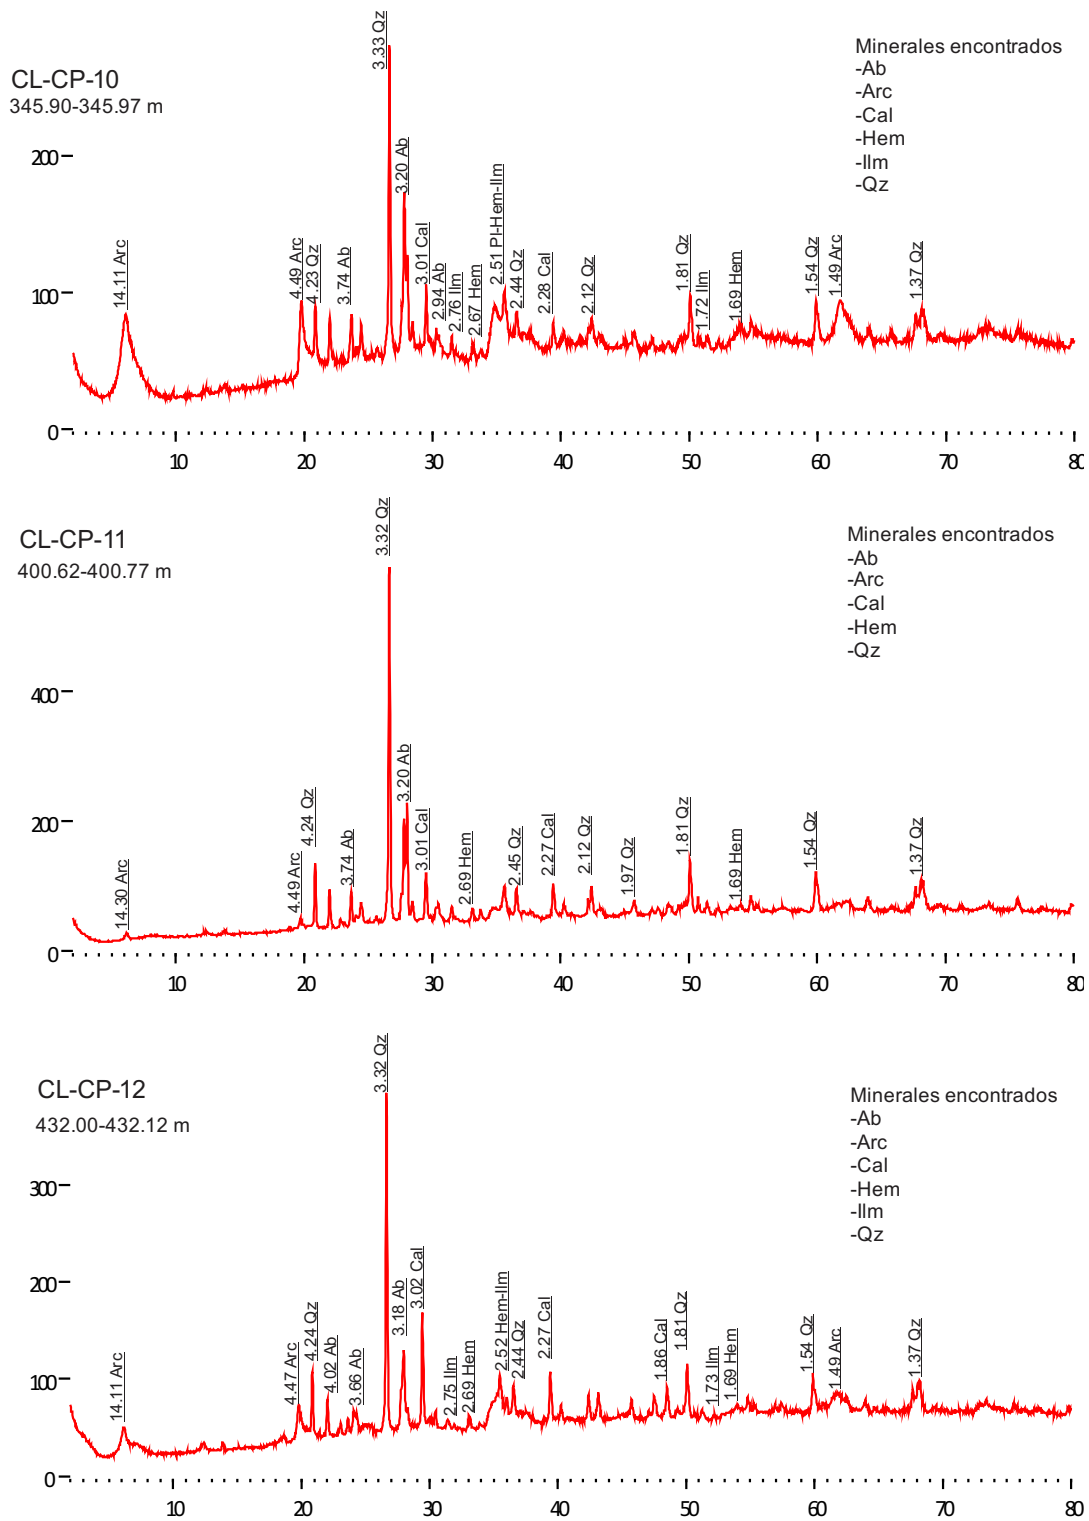 CL-CP-10
345.90-345.97 m
Minerales encontrados
-Ab
-Arc
-Cal
-Hem
-Ilm
-Qz
14.11 Arc
4.49 Arc
4.23 Qz
3.74 Ab
3.33 Qz
3.20 Ab
3.01 Cal
2.94 Ab
2.76 Ilm
2.67 Hem
2.51 Pl-Hem-Ilm
2.44 Qz
2.28 Cal
2.12 Qz
1.81 Qz
1.72 Ilm
1.69 Hem
1.54 Qz
1.49 Arc
1.37 Qz
200
100
0
10 20 30 40 50 60 70 80
CL-CP-11
400.62-400.77 m
Minerales encontrados
-Ab
-Arc
-Cal
-Hem
-Qz
14.30 Arc
4.49 Arc
4.24 Qz
3.74 Ab
3.32 Qz
3.20 Ab
3.01 Cal
2.69 Hem
2.45 Qz
2.27 Cal
2.12 Qz
1.97 Qz
1.81 Qz
1.69 Hem
1.54 Qz
1.37 Qz
400
200
0
10 20 30 40 50 60 70 80
CL-CP-12
432.00-432.12 m
Minerales encontrados
-Ab
-Arc
-Cal
-Hem
-Ilm
-Qz
14.11 Arc
4.47 Arc
4.24 Qz
4.02 Ab
3.66 Ab
3.32 Qz
3.18 Ab
3.02 Cal
2.75 Ilm
2.69 Hem
2.52 Hem-Ilm
2.44 Qz
2.27 Cal
1.86 Cal
1.81 Qz
1.73 Ilm
1.69 Hem
1.54 Qz
1.49 Arc
1.37 Qz
300
200
100
0
10 20 30 40 50 60 70 80